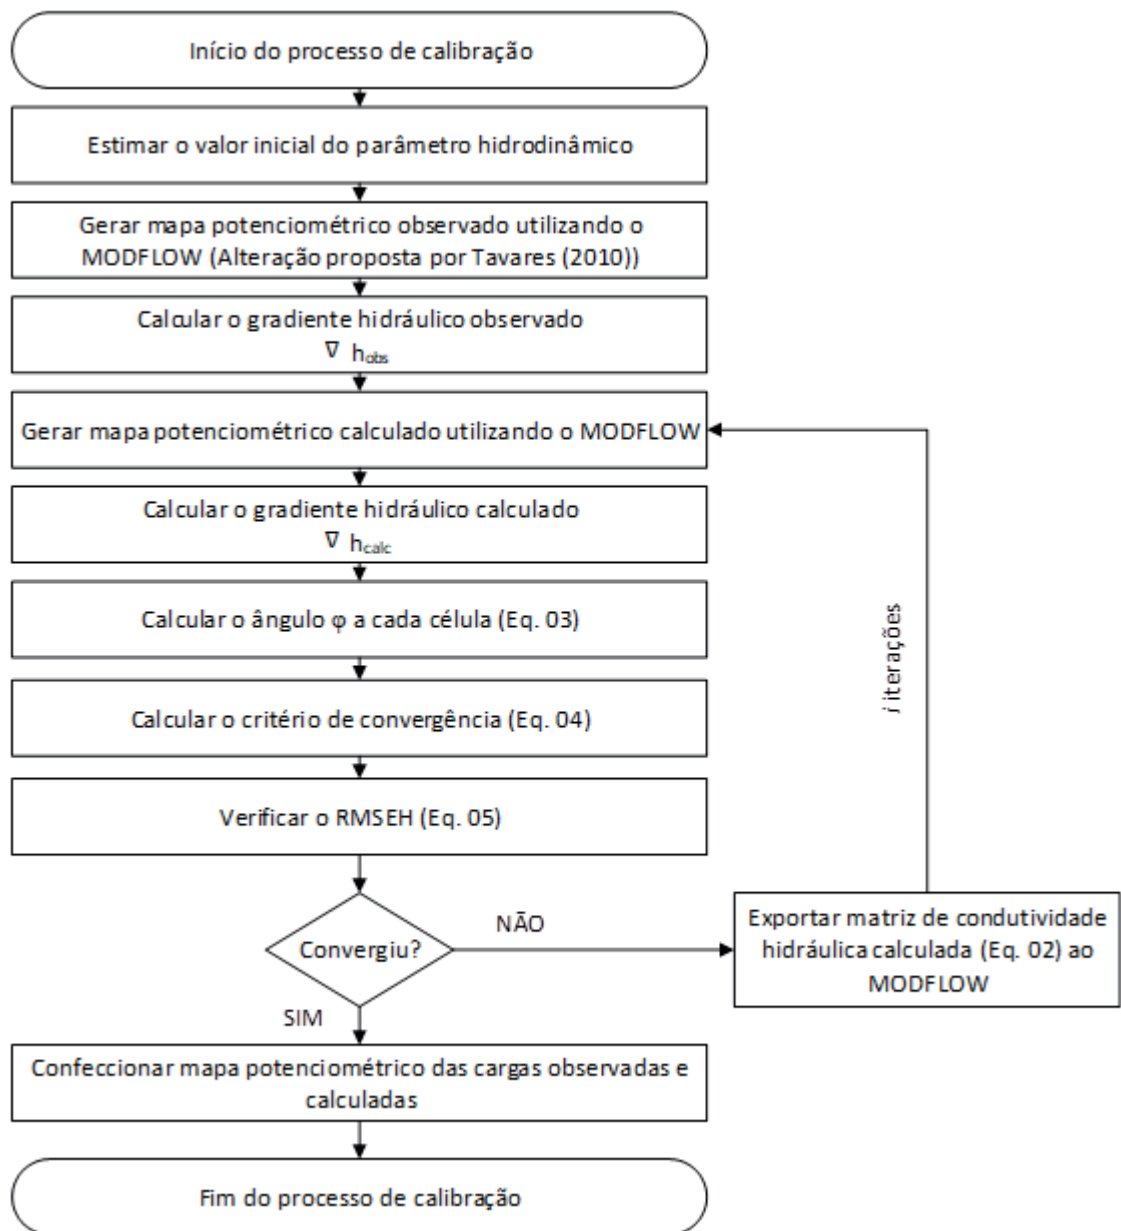 Início do processo de calibração
Estimar o valor inicial do parâmetro hidrodinâmico
Gerar mapa potenciométrico observado utilizando o
MODFLOW (Alteração proposta por Tavares (2010))
Calcular o gradiente hidráulico observado
∇ hobs
Gerar mapa potenciométrico calculado utilizando o MODFLOW
Calcular o gradiente hidráulico calculado
∇ hcalc
Calcular o ângulo φ a cada célula (Eq. 03)
Calcular o critério de convergência (Eq. 04)
Verificar o RMSEH (Eq. 05)
Convergiu?
NÃO
Exportar matriz de condutividade
hidráulica calculada (Eq. 02) ao
MODFLOW
i iterações
SIM
Confeccionar mapa potenciométrico das cargas observadas e
calculadas
Fim do processo de calibração